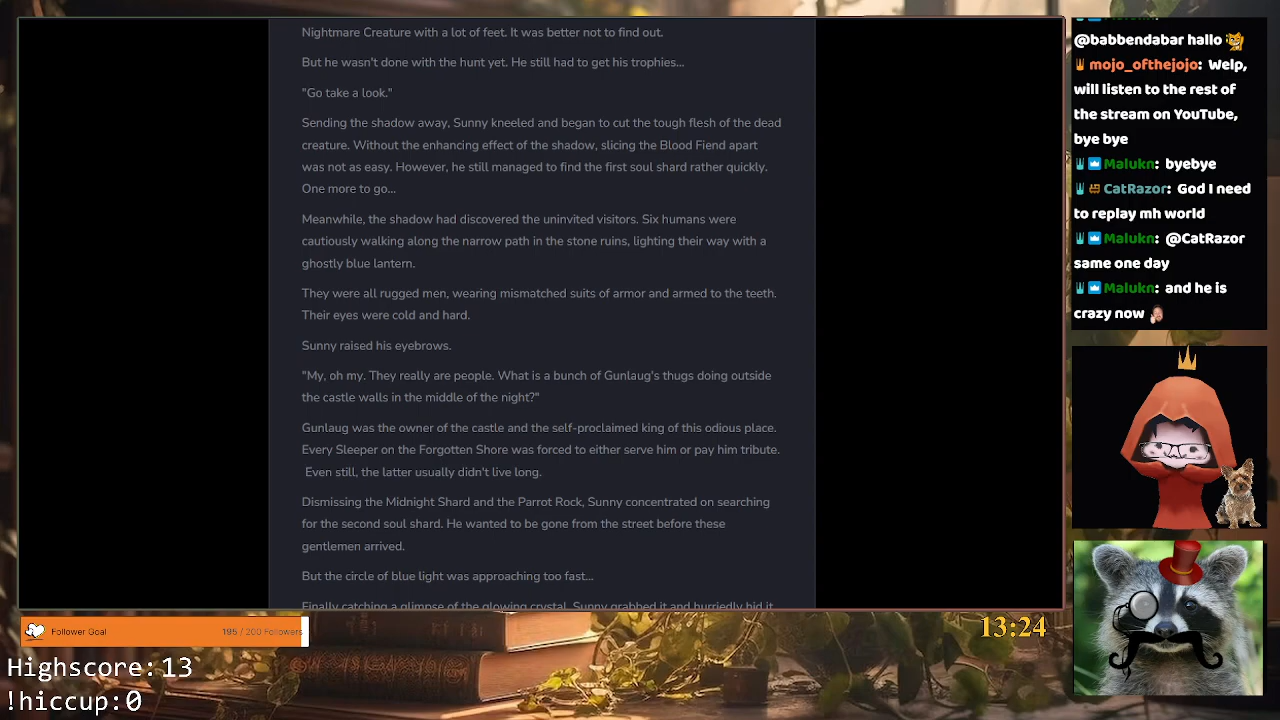 Nightmare Creature with a lot of feet. It was better not to find out.
But he wasn't done with the hunt yet. He still had to get his trophies...
"Go take a look."
Sending the shadow away, Sunny kneeled and began to cut the tough flesh of the dead
creature. Without the enhancing effect of the shadow, slicing the Blood Fiend apart
was not as easy. However, he still managed to find the first soul shard rather quickly.
One more to go...
Meanwhile, the shadow had discovered the uninvited visitors. Six humans were
cautiously walking along the narrow path in the stone ruins, lighting their way with a
ghostly blue lantern.
They were all rugged men, wearing mismatched suits of armor and armed to the teeth.
Their eyes were cold and hard.
Sunny raised his eyebrows.
"My, oh my. They really are people. What is a bunch of Gunlaug's thugs doing outside
the castle walls in the middle of the night?"
Gunlaug was the owner of the castle and the self-proclaimed king of this odious place.
Every Sleeper on the Forgotten Shore was forced to either serve him or pay him tribute.
Even still, the latter usually didn't live long.
Dismissing the Midnight Shard and the Parrot Rock, Sunny concentrated on searching
for the second soul shard. He wanted to be gone from the street before these
gentlemen arrived.
But the circle of blue light was approaching too fast...
Finally catching a glimpse of the glowing crystal, Sunny grabbed it and hurriedly hid it
@babbendabar hallo
mojo_ofthejojo: Welp,
will listen to the rest of
the stream on YouTube,
bye bye
Malukn: byebye
CatRazor: God I need
to replay mh world
Malukn: @CatRazor
same one day
Malukn: and he is
crazy now
Follower Goal
195 / 200 Followers
13:24
Highscore:13
!hiccup:0